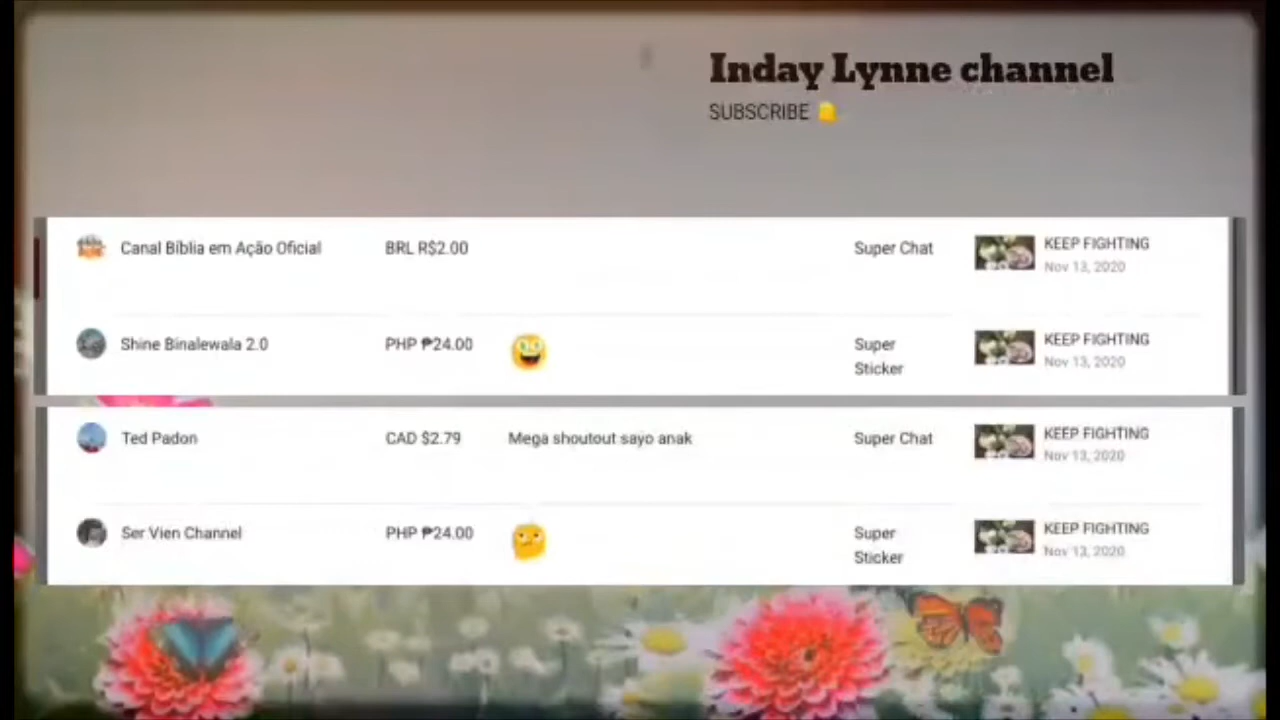 Inday Lynne channel
SUBSCRIBE
Canal Bíblia em Ação Oficial BRL R$2.00 Super Chat KEEP FIGHTING
Nov 13, 2020
Shine Binalewala 2.0 PHP ₱24.00 Super Sticker KEEP FIGHTING
Nov 13, 2020
Ted Padon CAD $2.79 Mega shoutout sayo anak Super Chat KEEP FIGHTING
Nov 13, 2020
Ser Vien Channel PHP ₱24.00 Super Sticker KEEP FIGHTING
Nov 13, 2020